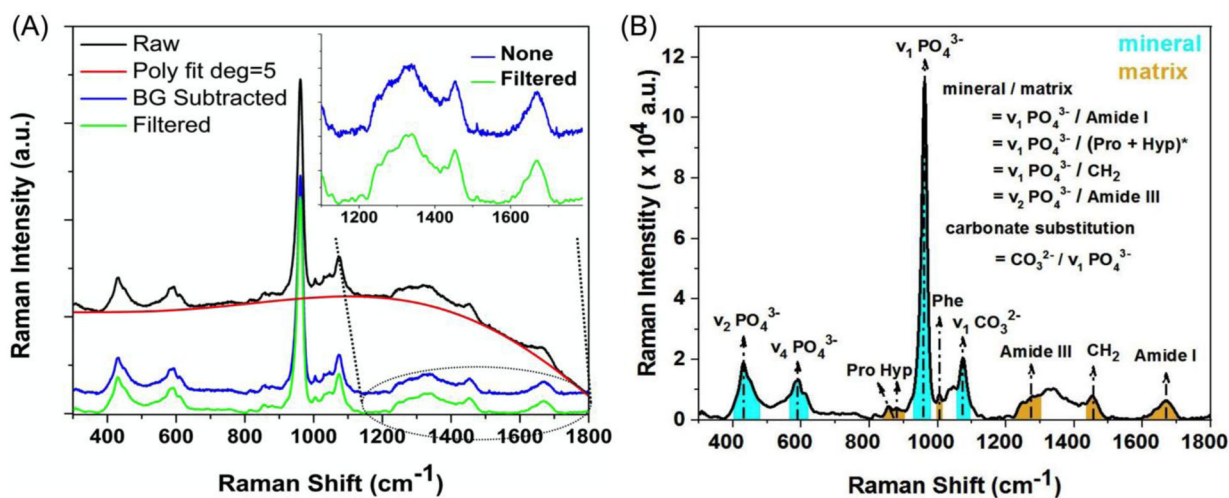 (A)
Raw
Poly fit deg=5
BG Subtracted
Filtered
None
Filtered
1200 1400 1600
Raman Intensity (a.u.)
400 600 800 1000 1200 1400 1600 1800
Raman Shift (cm⁻¹)
(B)
mineral
matrix
mineral / matrix
= v₁ PO₄³⁻ / Amide I
= v₁ PO₄³⁻ / (Pro + Hyp)*
= v₁ PO₄³⁻ / CH₂
= v₂ PO₄³⁻ / Amide III
carbonate substitution
= CO₃²⁻ / v₁ PO₄³⁻
v₁ PO₄³⁻
v₂ PO₄³⁻
v₄ PO₄³⁻
Pro Hyp
Phe
v₁ CO₃²⁻
Amide III
CH₂
Amide I
12
10
8
6
4
2
0
Raman Intenstity ( x 10⁴ a.u.)
400 600 800 1000 1200 1400 1600 1800
Raman Shift (cm⁻¹)